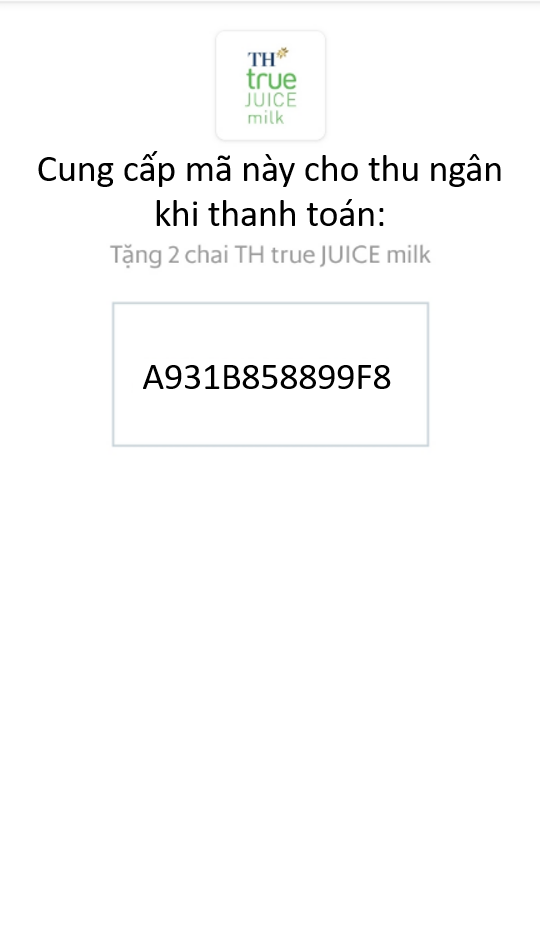 TH
true
JUICE
milk
Cung cấp mã này cho thu ngân
khi thanh toán:
Tặng 2 chai TH true JUICE milk
A931B858899F8